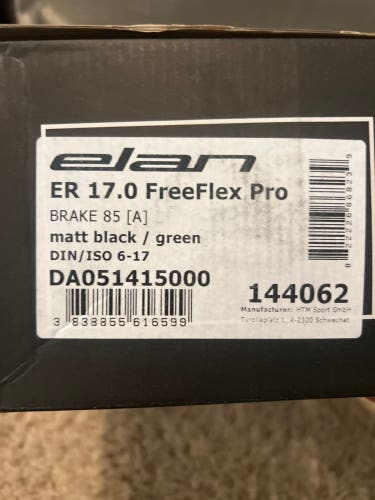 elan
ER 17.0 FreeFlex Pro
BRAKE 85 [A]
matt black / green
DIN/ISO 6-17
DA051415000
3 838855 616599
144062
Manufacturer: HTM Sport GmbH
Tyroliaplatz 1, A-2320 Schwechat